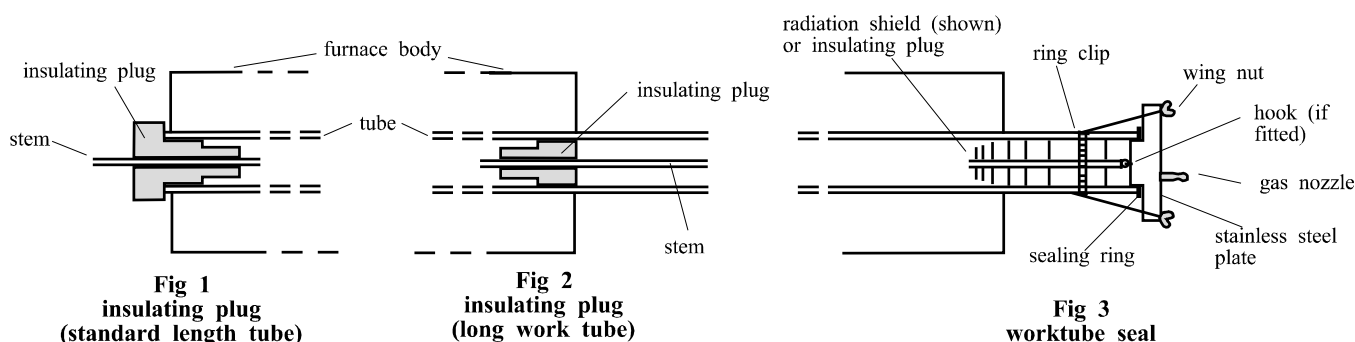 furnace body
insulating plug
stem
tube
insulating plug
stem
radiation shield (shown)
or insulating plug
ring clip
wing nut
hook (if
fitted)
gas nozzle
stainless steel
plate
sealing ring
Fig 1
insulating plug
(standard length tube)
Fig 2
insulating plug
(long work tube)
Fig 3
worktube seal